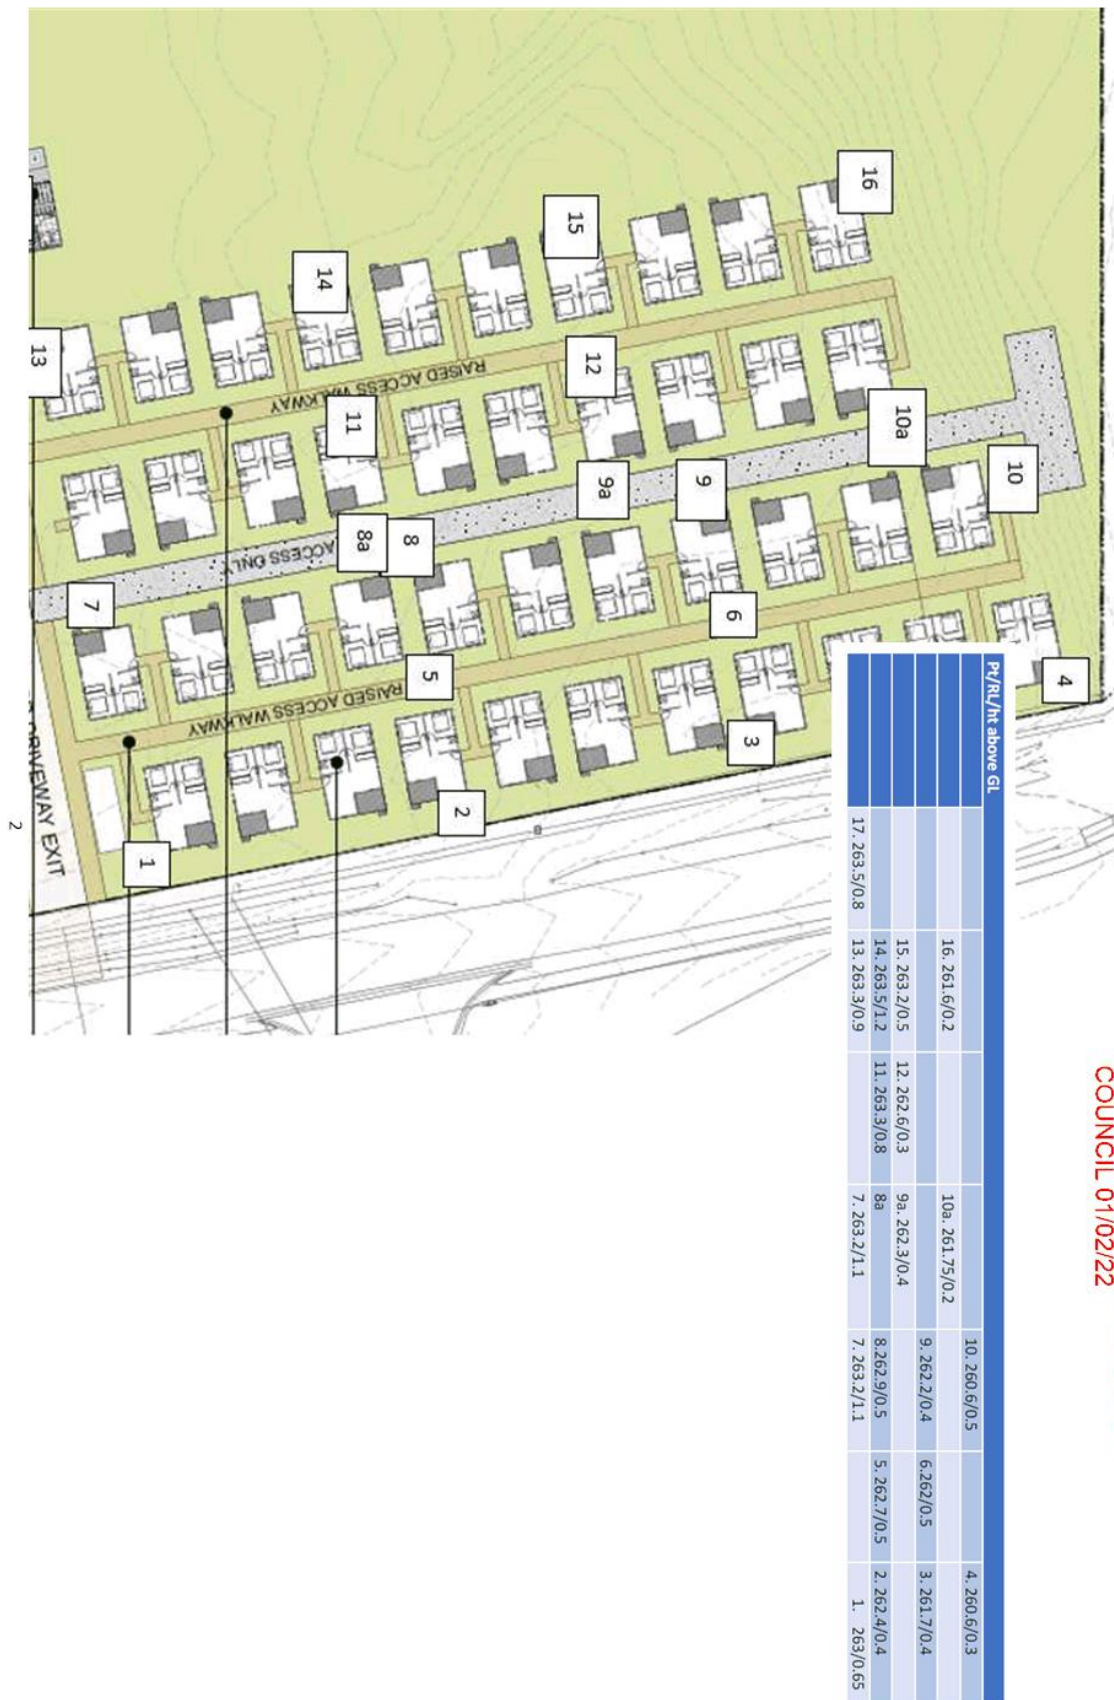 COUNCIL 01/02/22
Pt/RL/ht above GL
10. 260.6/0.5 4. 260.6/0.3
16. 261.6/0.2 10a. 261.75/0.2
9. 262.2/0.4 6.262/0.5 3. 261.7/0.4
15. 263.2/0.5 12. 262.6/0.3 9a. 262.3/0.4
14. 263.5/1.2 11. 263.3/0.8 8a 8.262.9/0.5 5. 262.7/0.5 2. 262.4/0.4
17. 263.5/0.8 13. 263.3/0.9 7. 263.2/1.1 7. 263.2/1.1 1. 263/0.65
16
15
14
13
12
11
10a
10
9a
9
8a
8
7
6
5
4
3
2
1
RAISED ACCESS WALKWAY
ACCESS ONLY
RAISED ACCESS WALKWAY
DRIVEWAY EXIT
2